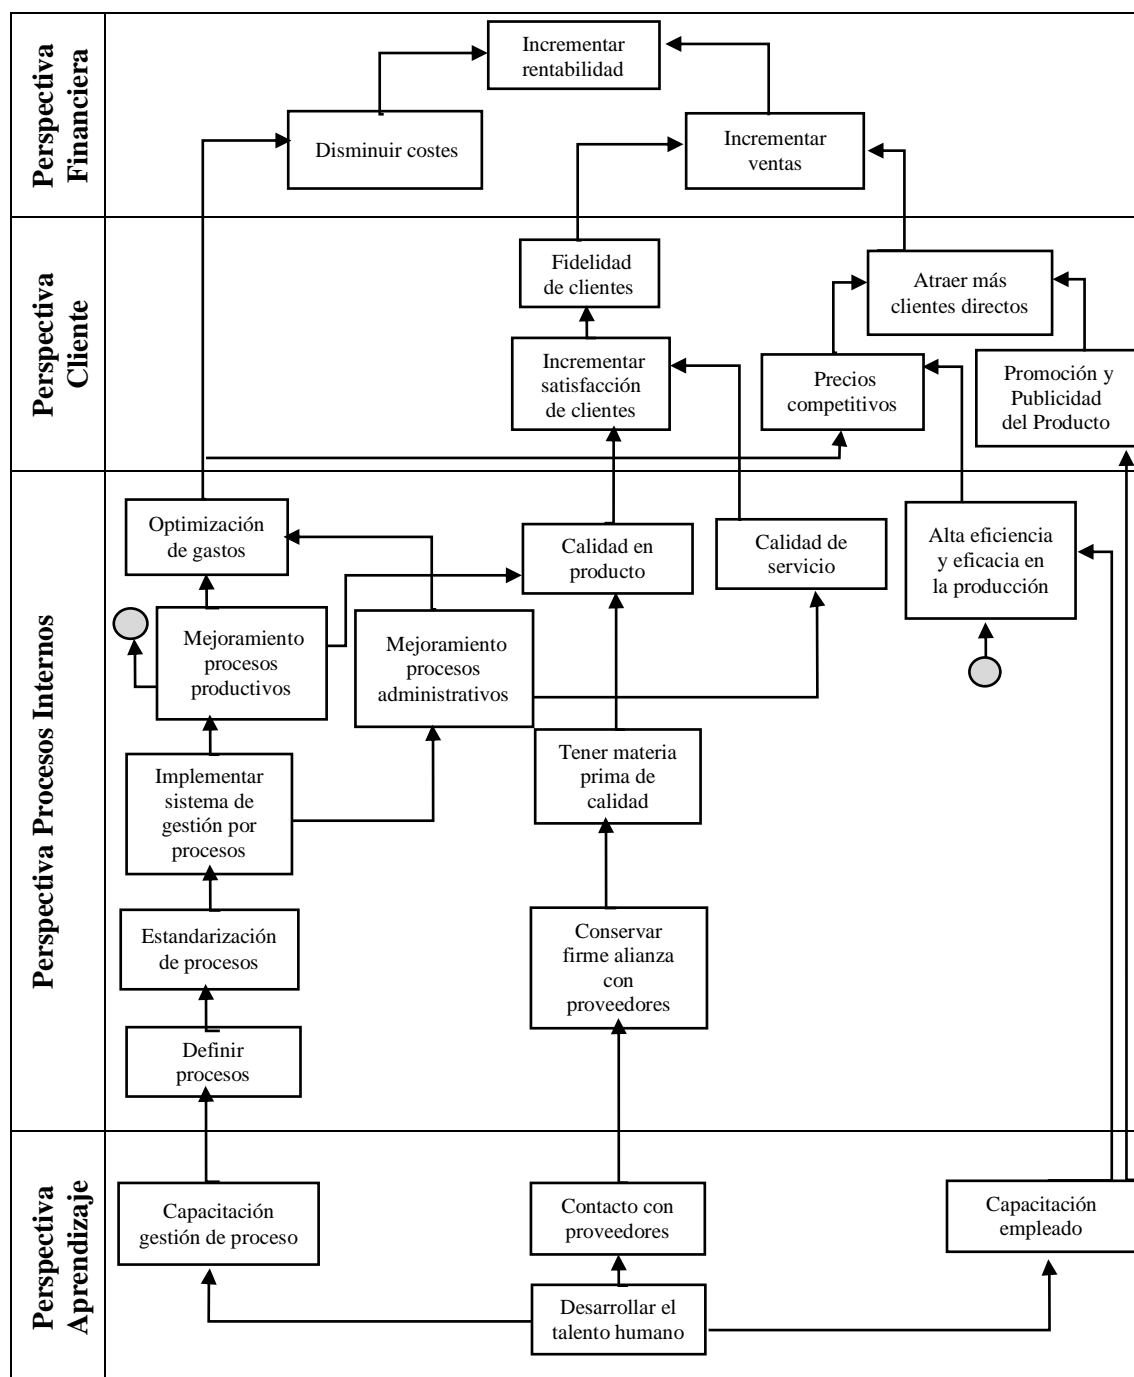 Perspectiva
Financiera
Incrementar
rentabilidad
Disminuir costes
Incrementar
ventas
Perspectiva
Cliente
Fidelidad
de clientes
Atraer más
clientes directos
Incrementar
satisfacción
de clientes
Precios
competitivos
Promoción y
Publicidad
del Producto
Perspectiva Procesos Internos
Optimización
de gastos
Calidad en
producto
Calidad de
servicio
Alta eficiencia
y eficacia en
la producción
Mejoramiento
procesos
productivos
Mejoramiento
procesos
administrativos
Tener materia
prima de
calidad
Implementar
sistema de
gestión por
procesos
Estandarización
de procesos
Conservar
firme alianza
con
proveedores
Definir
procesos
Perspectiva
Aprendizaje
Capacitación
gestión de proceso
Contacto con
proveedores
Capacitación
empleado
Desarrollar el
talento humano